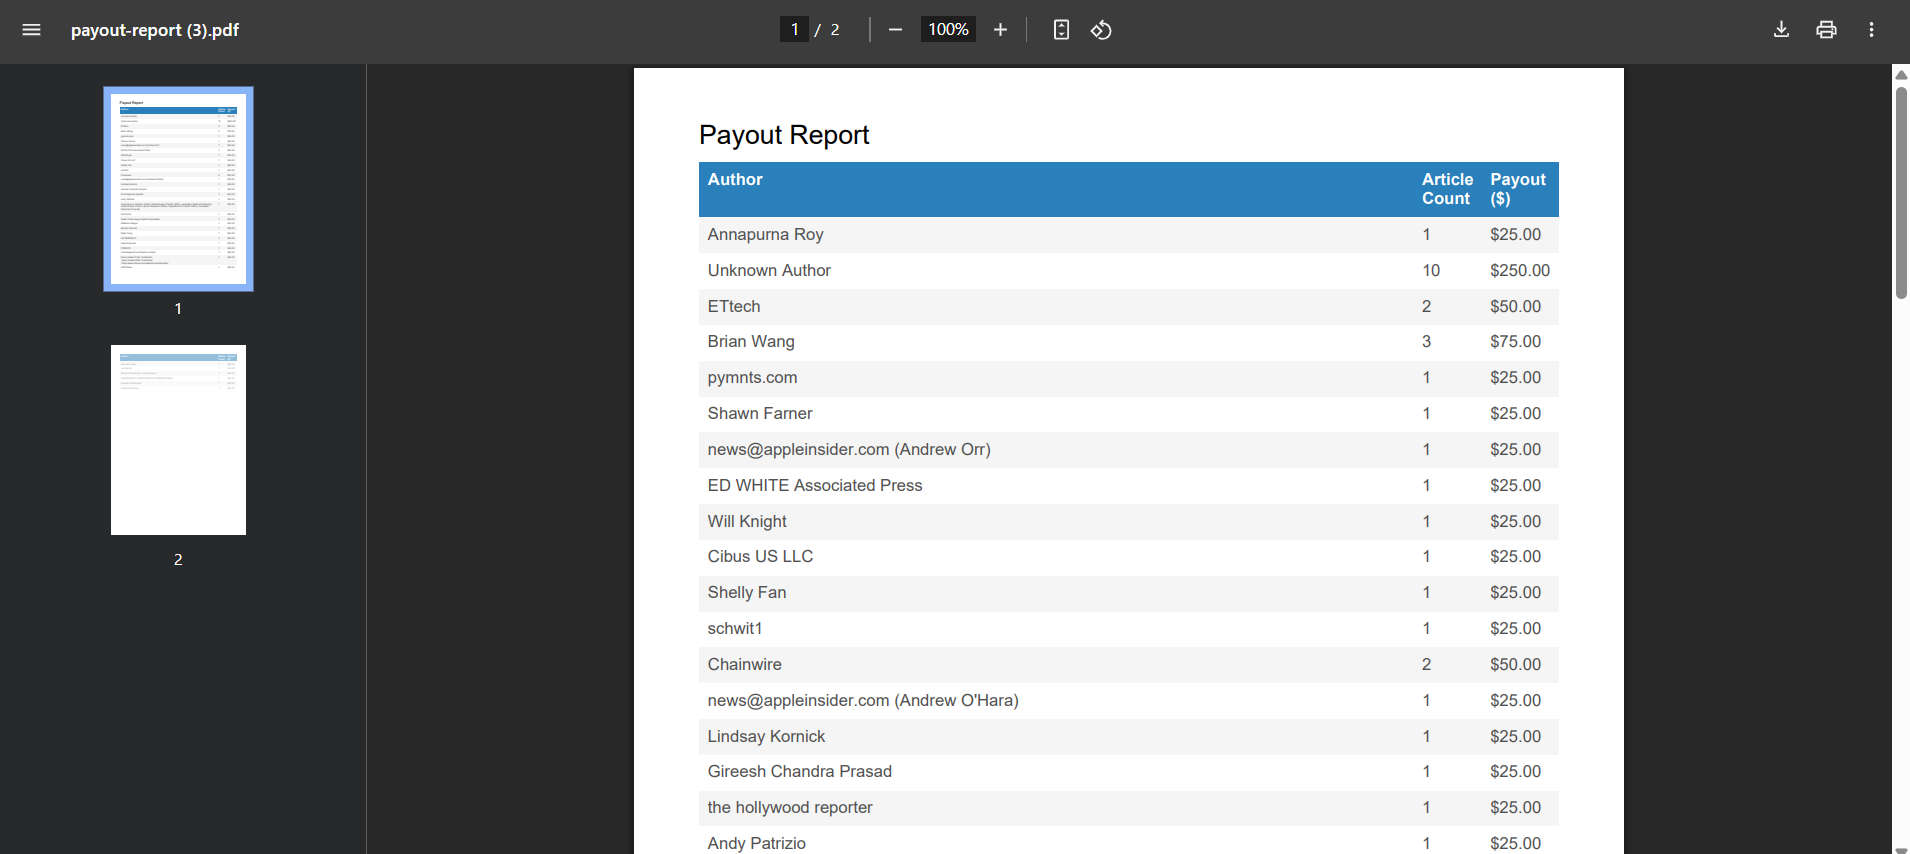 payout-report (3).pdf
1 / 2
100%
1
2
Payout Report
Author Article Count Payout ($)
Annapurna Roy 1 $25.00
Unknown Author 10 $250.00
ETtech 2 $50.00
Brian Wang 3 $75.00
pymnts.com 1 $25.00
Shawn Farner 1 $25.00
news@appleinsider.com (Andrew Orr) 1 $25.00
ED WHITE Associated Press 1 $25.00
Will Knight 1 $25.00
Cibus US LLC 1 $25.00
Shelly Fan 1 $25.00
schwit1 1 $25.00
Chainwire 2 $50.00
news@appleinsider.com (Andrew O'Hara) 1 $25.00
Lindsay Kornick 1 $25.00
Gireesh Chandra Prasad 1 $25.00
the hollywood reporter 1 $25.00
Andy Patrizio 1 $25.00